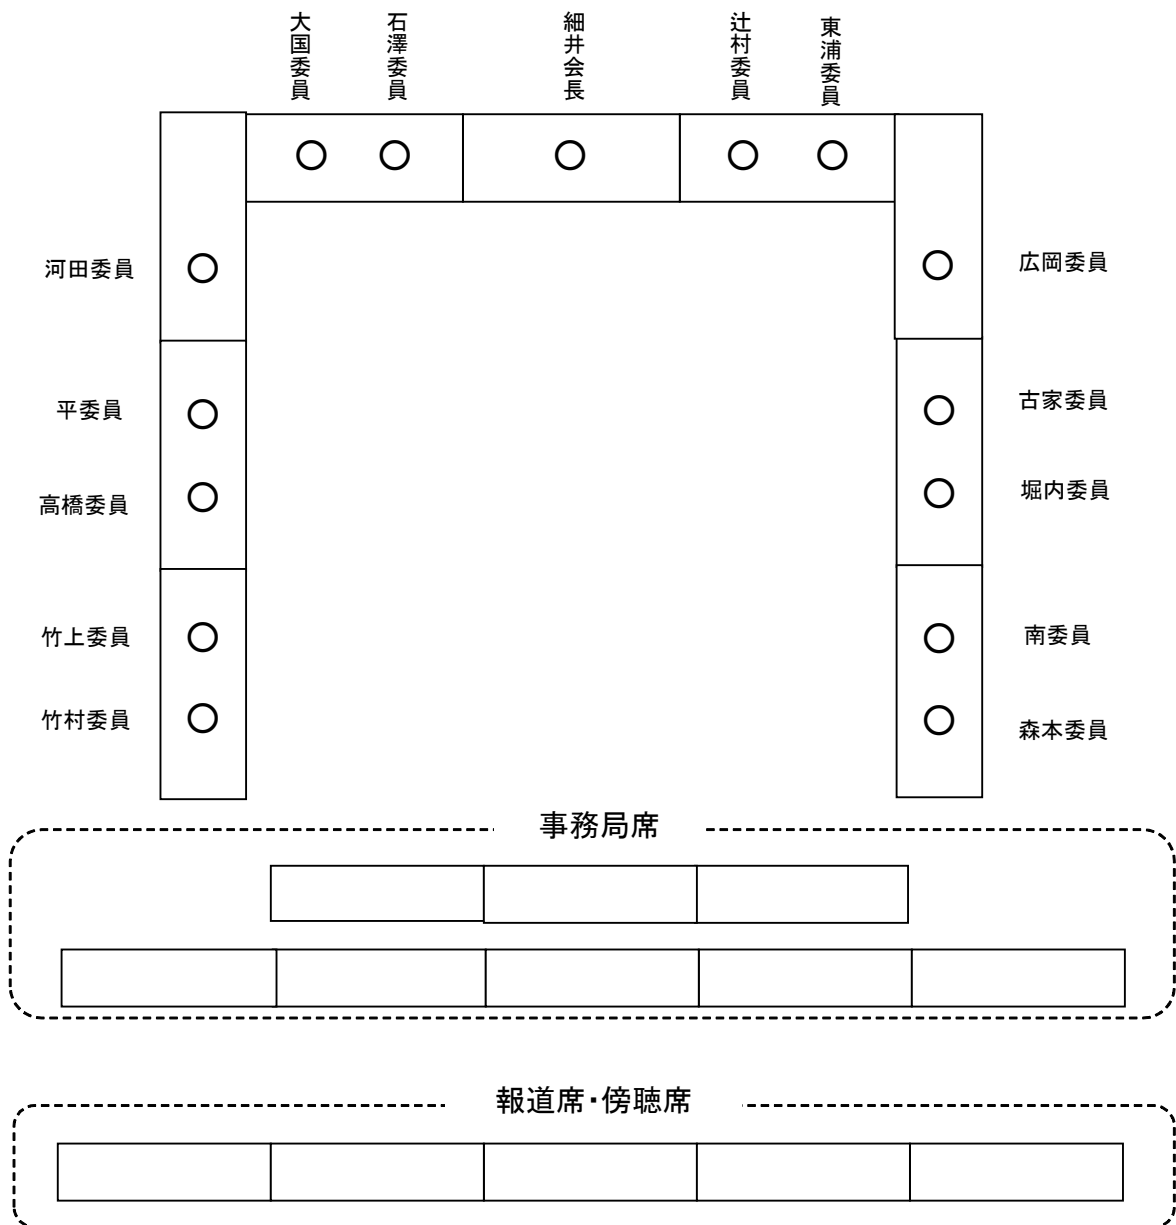 大国委員
石澤委員
細井会長
辻村委員
東浦委員
河田委員
広岡委員
平委員
古家委員
高橋委員
堀内委員
竹上委員
南委員
竹村委員
森本委員
事務局席
報道席・傍聴席